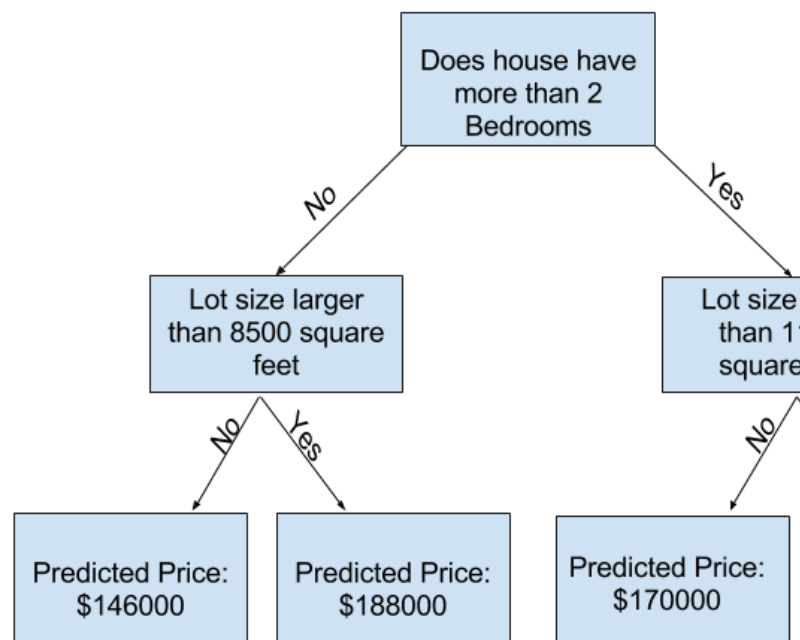 Does house have
more than 2
Bedrooms
No
Yes
Lot size larger
than 8500 square
feet
Lot size
than
square
No
Yes
No
Predicted Price:
$146000
Predicted Price:
$188000
Predicted Price:
$170000